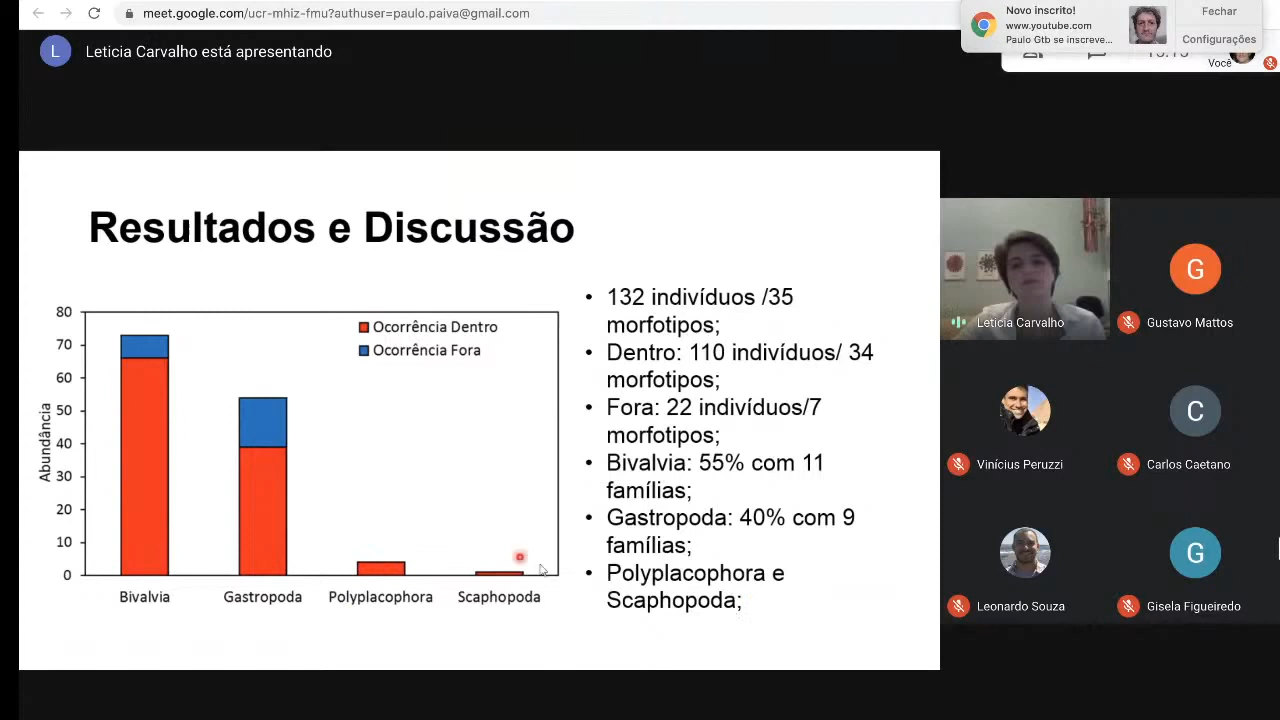 meet.google.com/ucr-mhiz-fmu?authuser=paulo.paiva@gmail.com
Novo inscrito!
www.youtube.com
Paulo Gtb se inscreve...
Fechar
Configurações
L
Leticia Carvalho está apresentando
Você
Resultados e Discussão
80
70
60
50
40
30
20
10
0
Abundância
Ocorrência Dentro
Ocorrência Fora
Bivalvia
Gastropoda
Polyplacophora
Scaphopoda
• 132 indivíduos /35
morfotipos;
• Dentro: 110 indivíduos/ 34
morfotipos;
• Fora: 22 indivíduos/7
morfotipos;
• Bivalvia: 55% com 11
famílias;
• Gastropoda: 40% com 9
famílias;
• Polyplacophora e
Scaphopoda;
Leticia Carvalho
G
Gustavo Mattos
Vinícius Peruzzi
C
Carlos Caetano
Leonardo Souza
G
Gisela Figueiredo